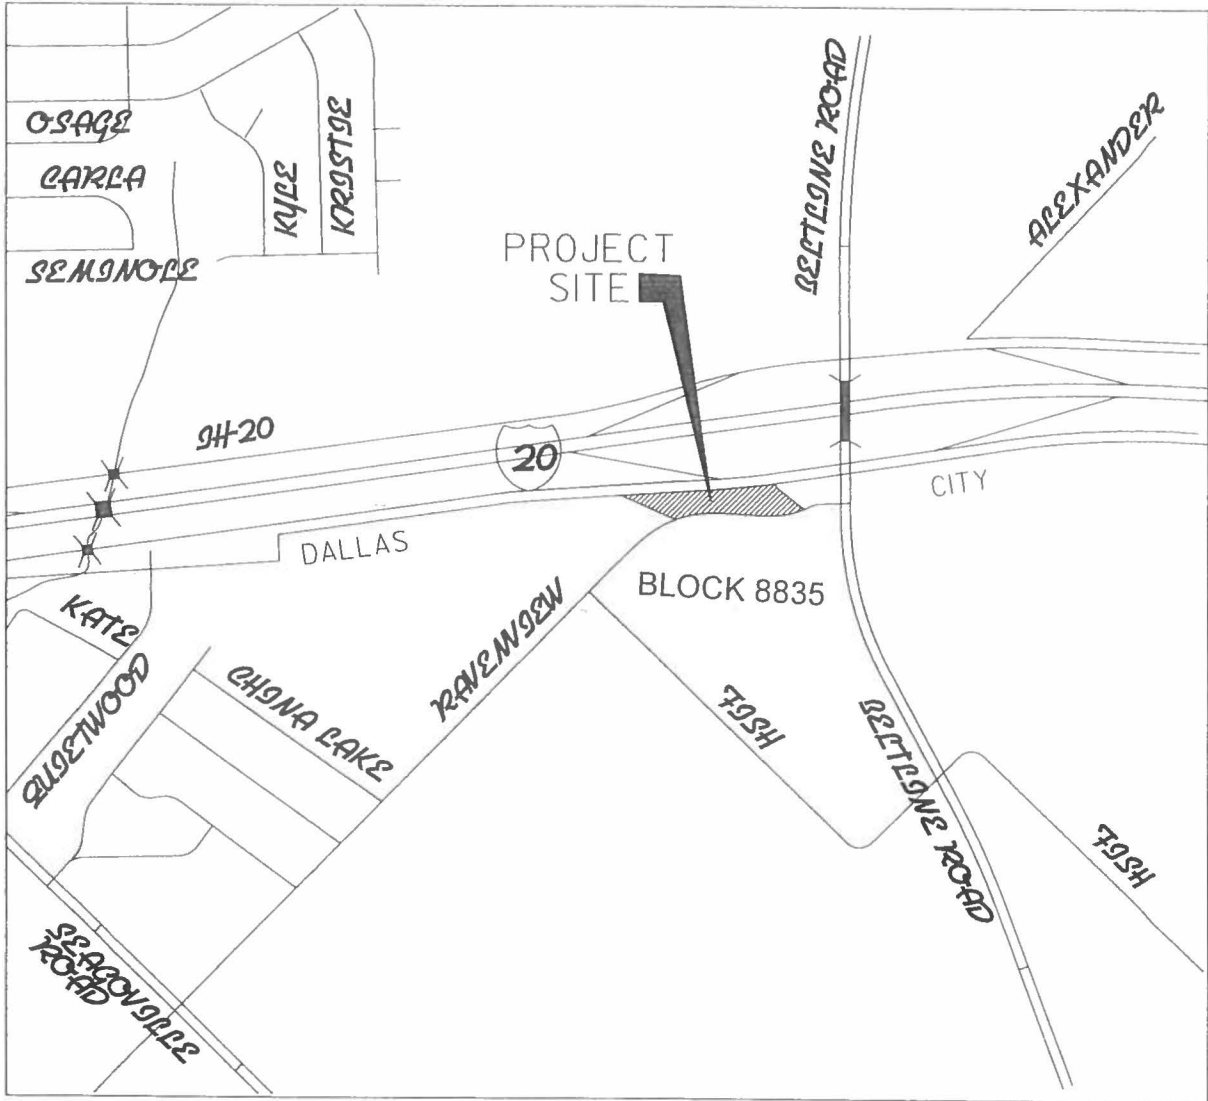 OSAGE
CARLA
SEMINOLE
KYLE
KRISTIE
PROJECT
SITE
BELTLINE ROAD
ALEXANDER
IH-20
20
CITY
DALLAS
BLOCK 8835
KATE
QUIETWOOD
CHINA LAKE
RAVENVIEW
FISH
BELTLINE ROAD
FISH
SEAGOVILLE
ROAD